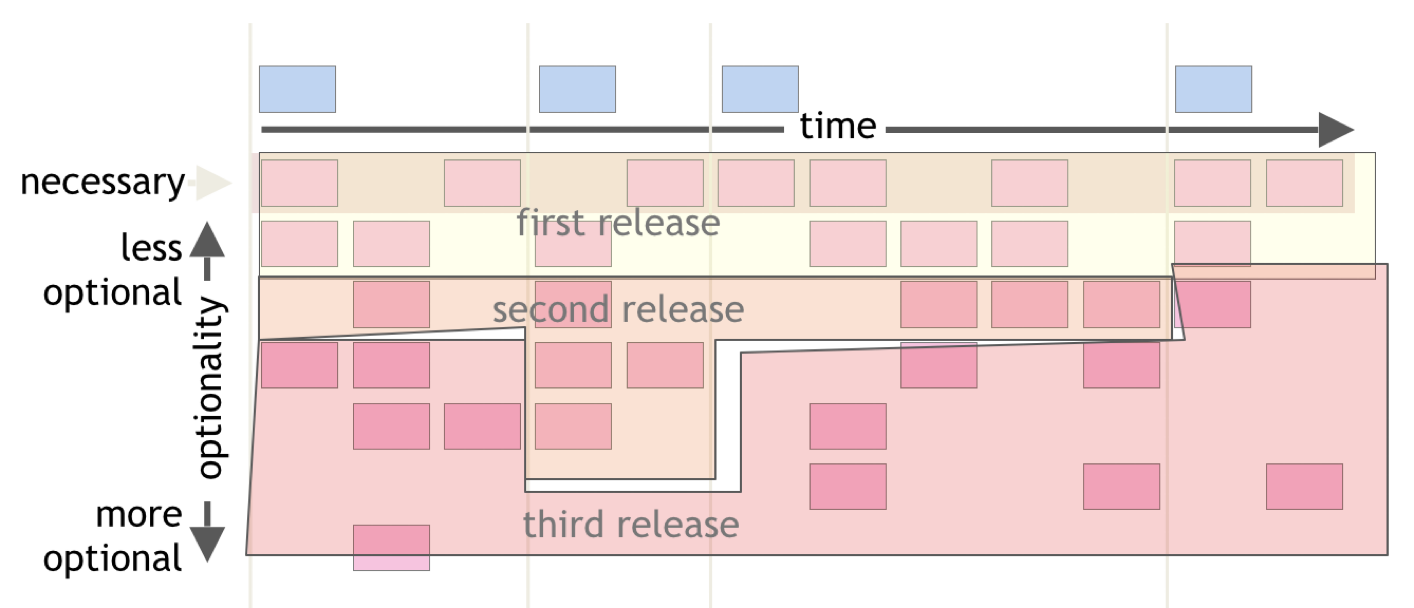 time
necessary
first release
less
optional
second release
optionality
more
optional
third release